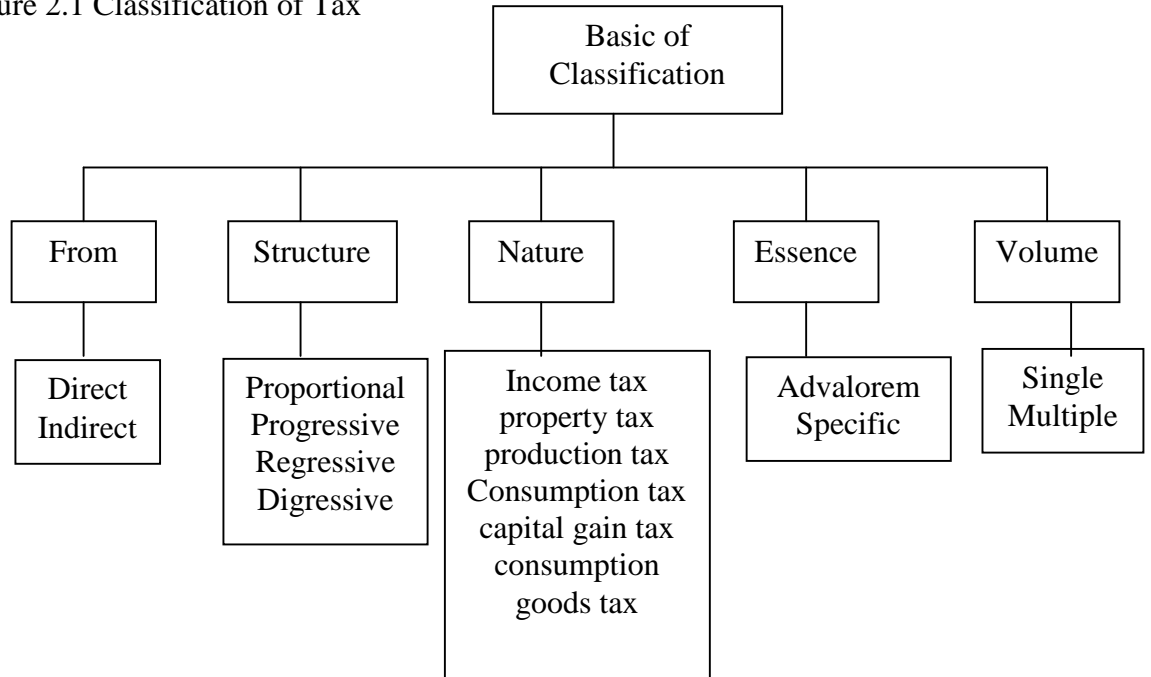 ure 2.1 Classification of Tax
Basic of
Classification
From
Structure
Nature
Essence
Volume
Direct
Indirect
Proportional
Progressive
Regressive
Digressive
Income tax
property tax
production tax
Consumption tax
capital gain tax
consumption
goods tax
Advalorem
Specific
Single
Multiple